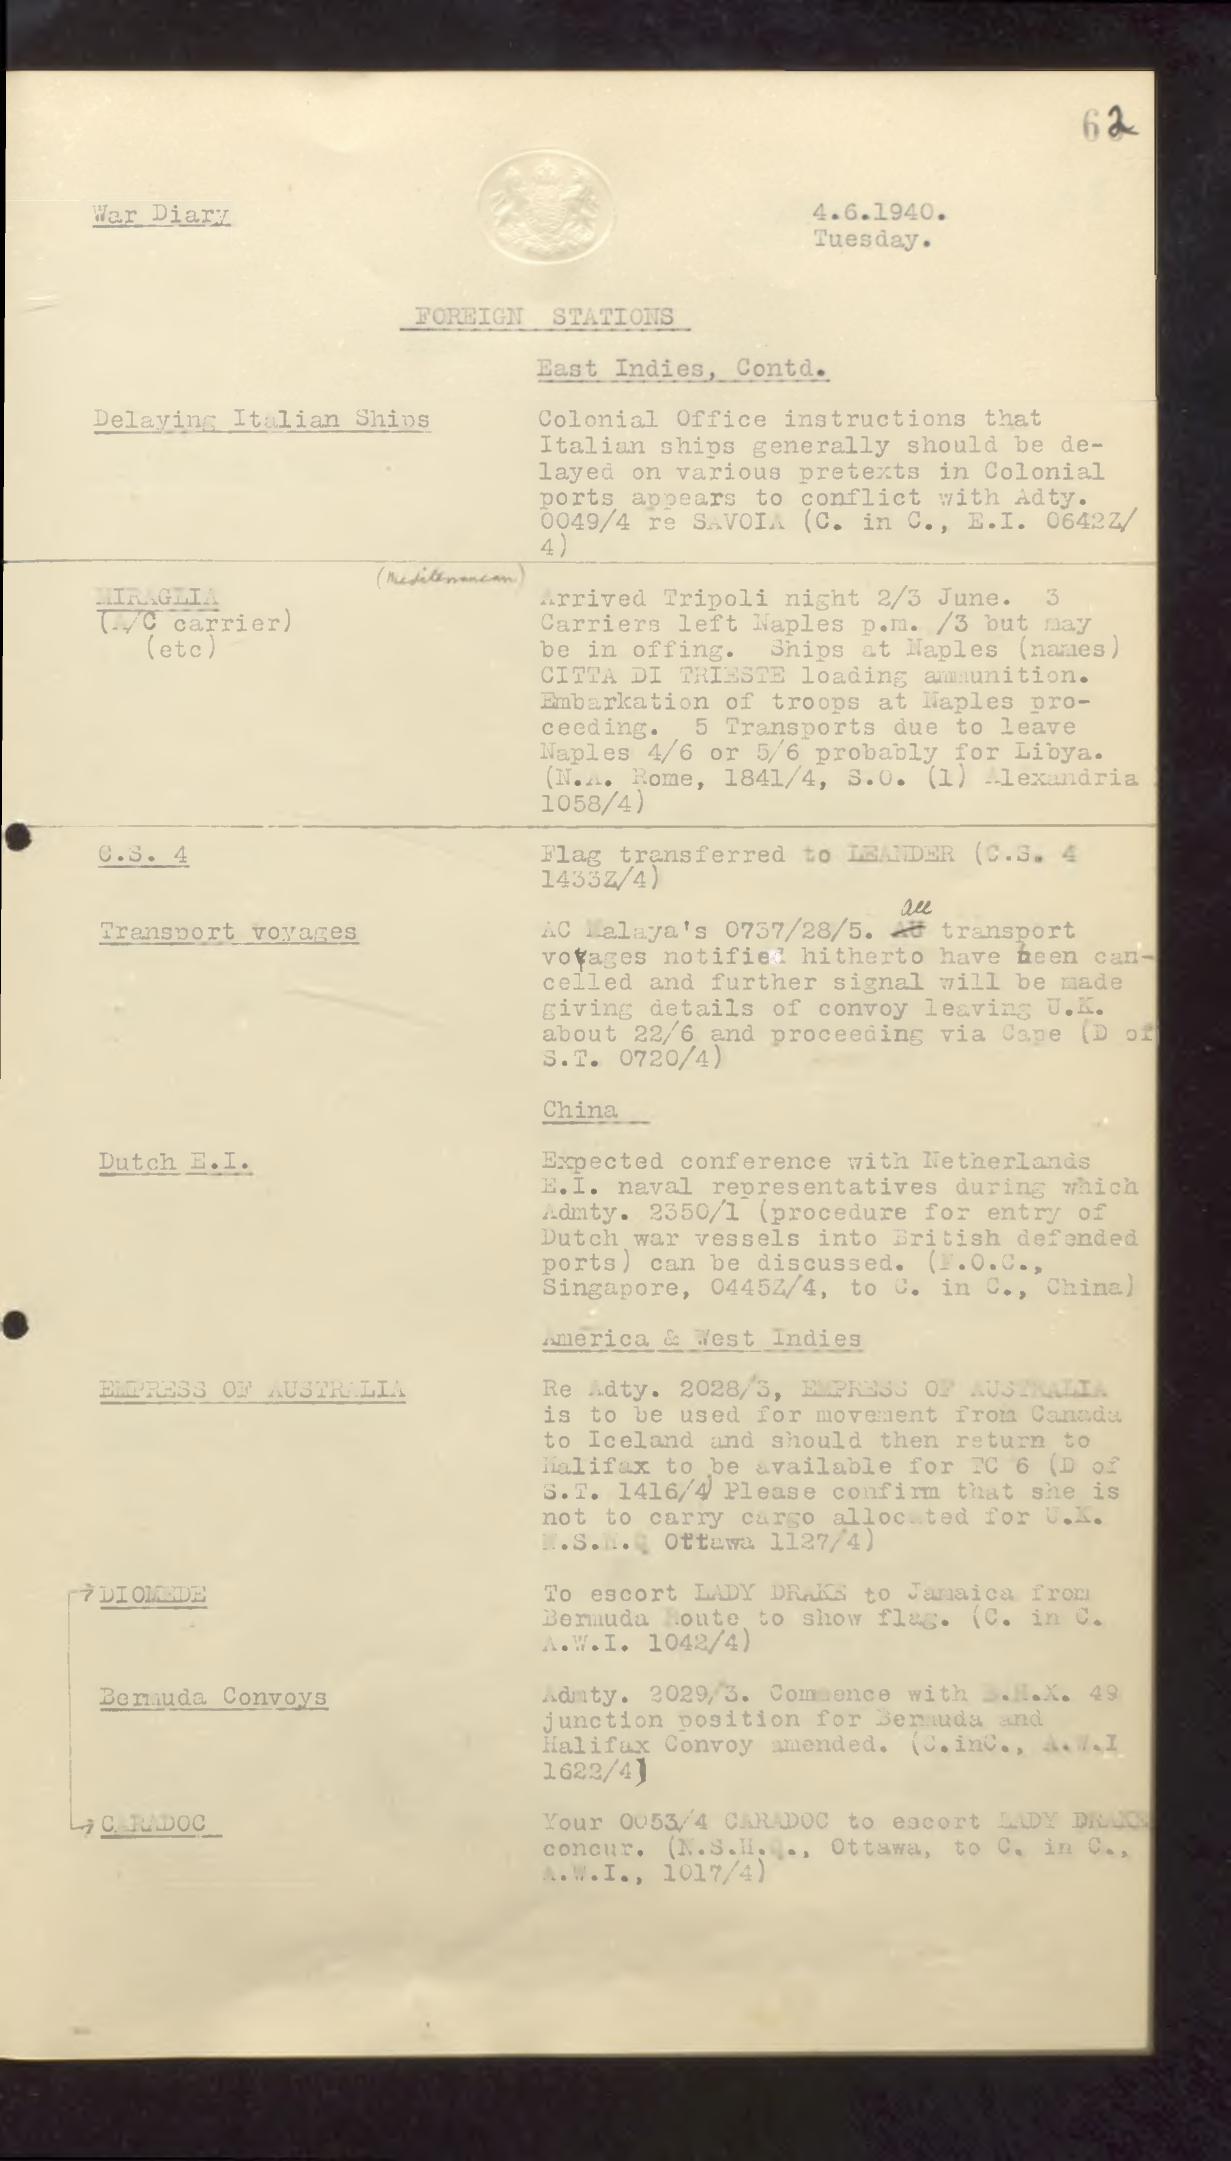 62
War Diary
4.6.1940.
Tuesday.
FOREIGN STATIONS
East Indies, Contd.
Delaying Italian Ships
Colonial Office instructions that
Italian ships generally should be de-
layed on various pretexts in Colonial
ports appears to conflict with Adty.
0049/4 re SAVOIA (C. in C., E.I. 0642Z/
4)
(Mediterranean)
MIRAGLIA
(A/C carrier)
(etc)
Arrived Tripoli night 2/3 June. 3
Carriers left Naples p.m. /3 but may
be in offing. Ships at Naples (names)
CITTA DI TRIESTE loading ammunition.
Embarkation of troops at Naples pro-
ceeding. 5 Transports due to leave
Naples 4/6 or 5/6 probably for Libya.
(N.A. Rome, 1841/4, S.O. (1) Alexandria
1058/4)
C.S. 4
Flag transferred to LEANDER (C.S. 4
1433Z/4)
Transport voyages
all
AC Malaya's 0737/28/5. AU transport
voyages notified hitherto have been can-
celled and further signal will be made
giving details of convoy leaving U.K.
about 22/6 and proceeding via Cape (D of
S.T. 0720/4)
China
Dutch E.I.
Expected conference with Netherlands
E.I. naval representatives during which
Admty. 2350/1 (procedure for entry of
Dutch war vessels into British defended
ports) can be discussed. (F.O.C.,
Singapore, 0445Z/4, to C. in C., China)
America & West Indies
EMPRESS OF AUSTRALIA
Re Adty. 2028/3, EMPRESS OF AUSTRALIA
is to be used for movement from Canada
to Iceland and should then return to
Halifax to be available for TC 6 (D of
S.T. 1416/4) Please confirm that she is
not to carry cargo allocated for U.K.
Ottawa 1127/4)
DIOMEDE
To escort LADY DRAKE to Jamaica from
Bermuda Route to show flag. (C. in C.
A.W.I. 1042/4)
Bermuda Convoys
Admty. 2029/3. Commence with B.H.X. 49
junction position for Bermuda and
Halifax Convoy amended. (C.inC., A.W.I
1622/4)
CARADOC
Your 0053/4 CARADOC to escort LADY DRAKE
concur. (N.S.H.Q., Ottawa, to C. in C.,
A.W.I., 1017/4)